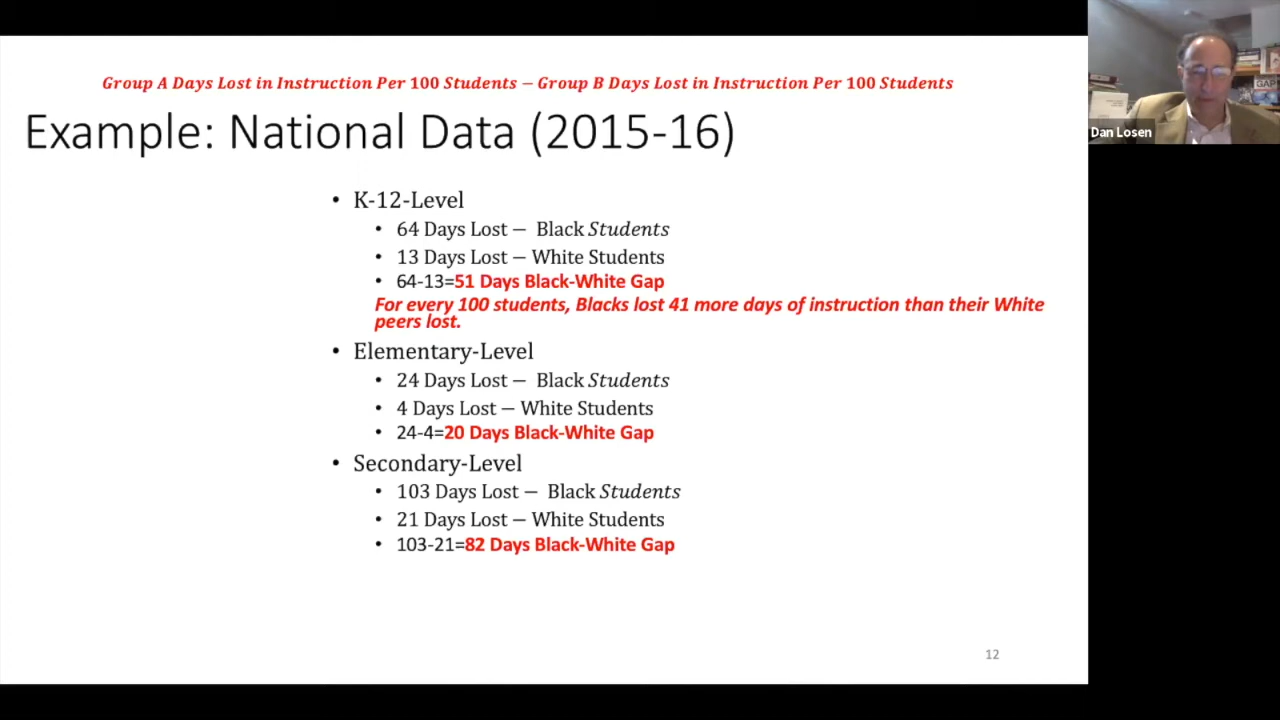 Group A Days Lost in Instruction Per 100 Students − Group B Days Lost in Instruction Per 100 Students
Example: National Data (2015-16)
• K-12-Level
• 64 Days Lost − Black Students
• 13 Days Lost − White Students
• 64-13=51 Days Black-White Gap
For every 100 students, Blacks lost 41 more days of instruction than their White
peers lost.
• Elementary-Level
• 24 Days Lost − Black Students
• 4 Days Lost − White Students
• 24-4=20 Days Black-White Gap
• Secondary-Level
• 103 Days Lost − Black Students
• 21 Days Lost − White Students
• 103-21=82 Days Black-White Gap
12
GAP
Dan Losen